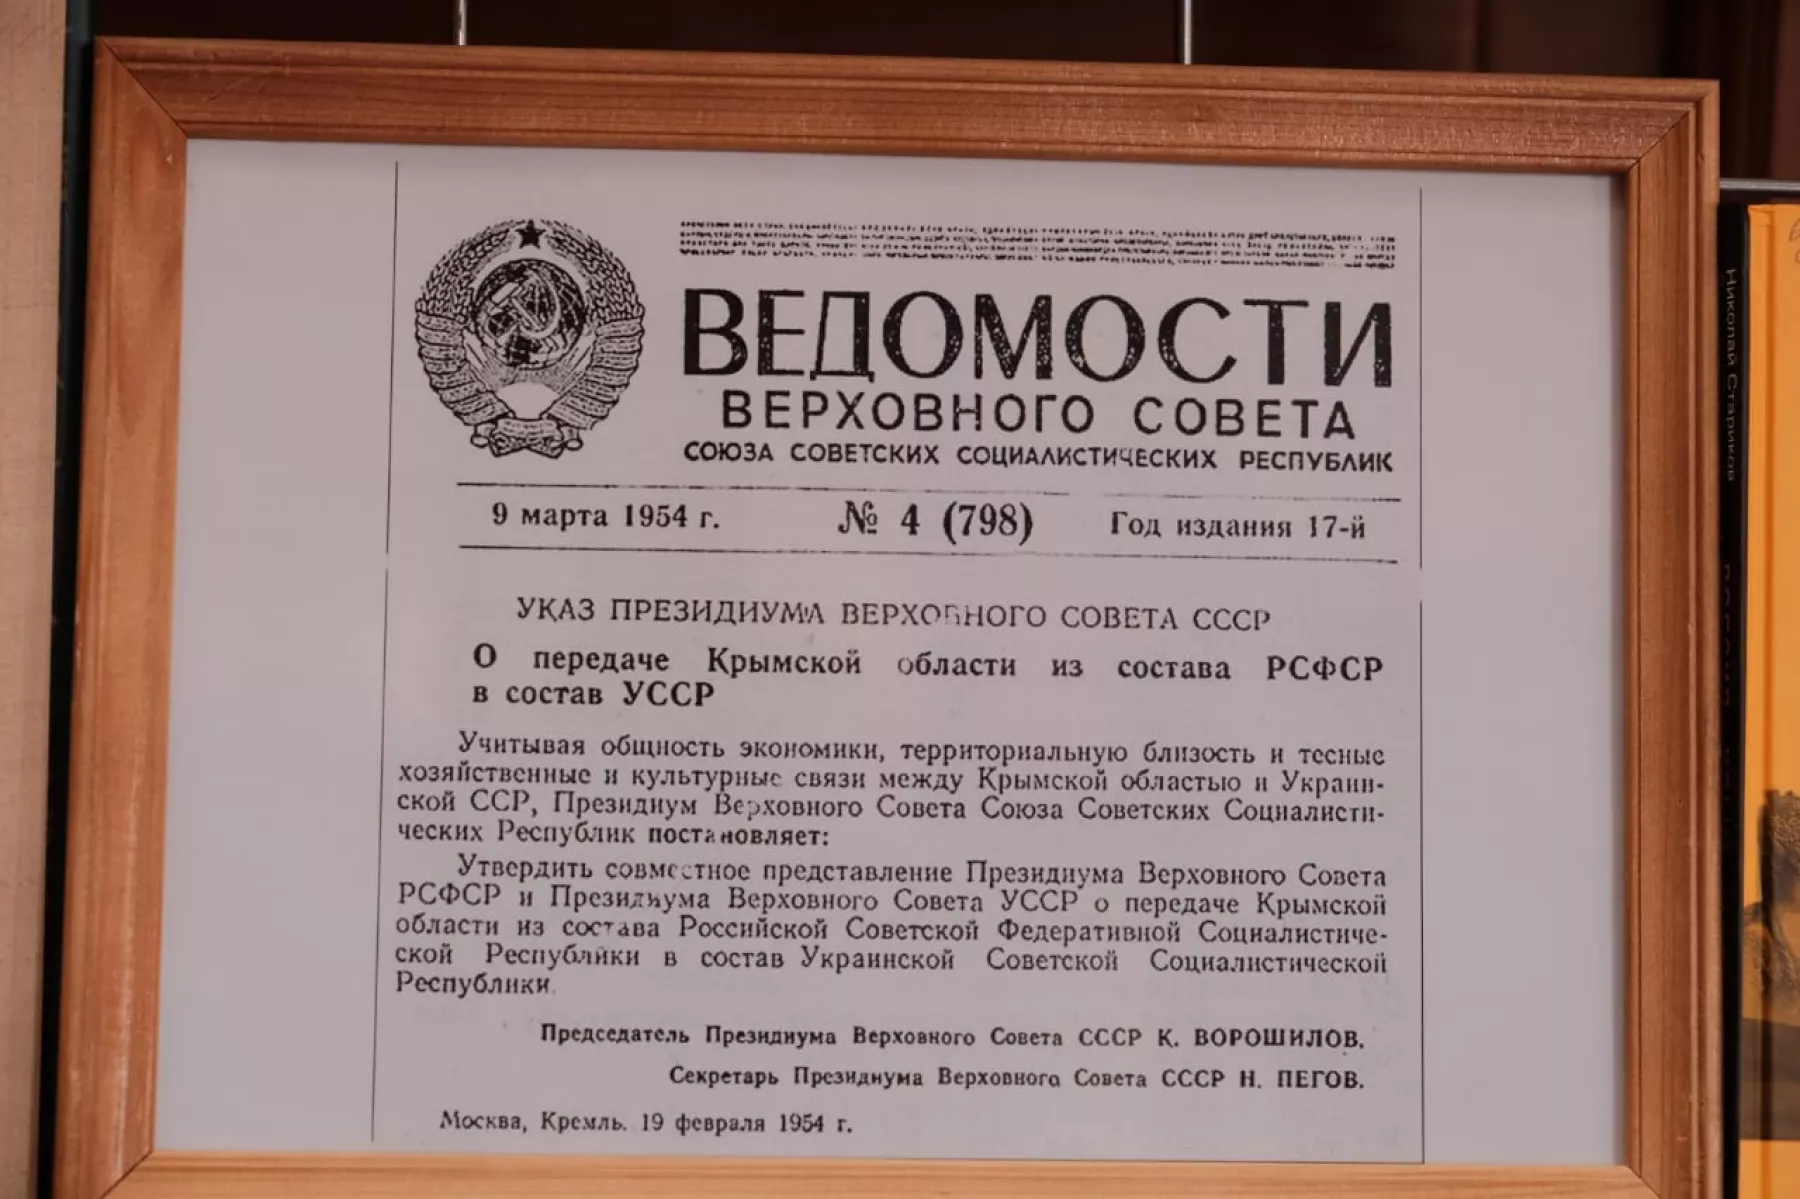 ВЕДОМОСТИ
ВЕРХОВНОГО СОВЕТА
СОЮЗА СОВЕТСКИХ СОЦИАЛИСТИЧЕСКИХ РЕСПУБЛИК
9 марта 1954 г. № 4 (798) Год издания 17-й
УКАЗ ПРЕЗИДИУМА ВЕРХОВНОГО СОВЕТА СССР
О передаче Крымской области из состава РСФСР
в состав УССР
Учитывая общность экономики, территориальную близость и тесные
хозяйственные и культурные связи между Крымской областью и Украин-
ской ССР, Президиум Верховного Совета Союза Советских Социалисти-
ческих Республик постановляет:
Утвердить совместное представление Президиума Верховного Совета
РСФСР и Президиума Верховного Совета УССР о передаче Крымской
области из состава Российской Советской Федеративной Социалистиче-
ской Республики в состав Украинской Советской Социалистической
Республики.
Председатель Президиума Верховного Совета СССР К. ВОРОШИЛОВ.
Секретарь Президиума Верховного Совета СССР Н. ПЕГОВ.
Москва, Кремль. 19 февраля 1954 г.
Николай Стариков